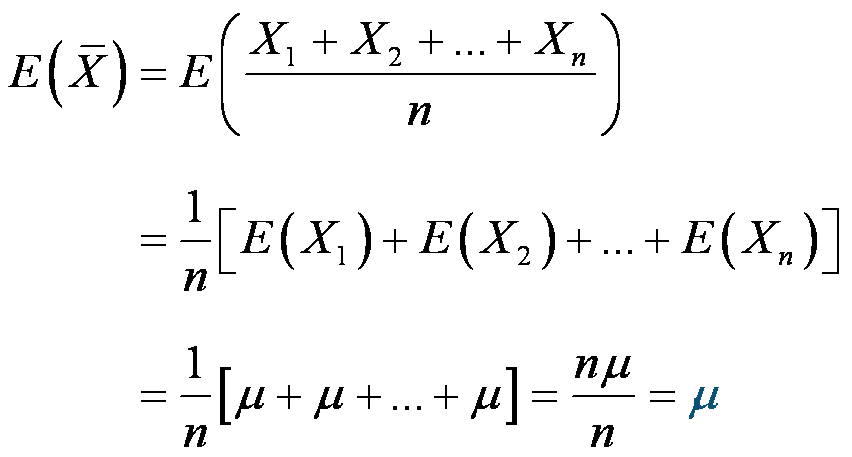 E(X̄) = E((X₁ + X₂ + ... + Xₙ)/n)
= 1/n [E(X₁) + E(X₂) + ... + E(Xₙ)]
= 1/n [μ + μ + ... + μ] = nμ/n = μ